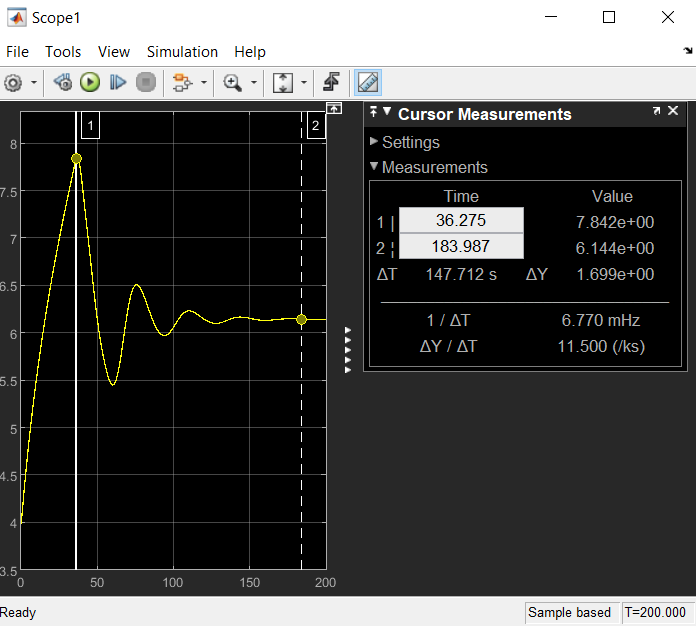 Scope1
File Tools View Simulation Help
1
2
8
7.5
7
6.5
6
5.5
5
4.5
4
3.5
0
50
100
150
200
Cursor Measurements
Settings
Measurements
Time Value
1 | 36.275 7.842e+00
2 ¦ 183.987 6.144e+00
ΔT 147.712 s ΔY 1.699e+00
1 / ΔT 6.770 mHz
ΔY / ΔT 11.500 (/ks)
Ready
Sample based T=200.000